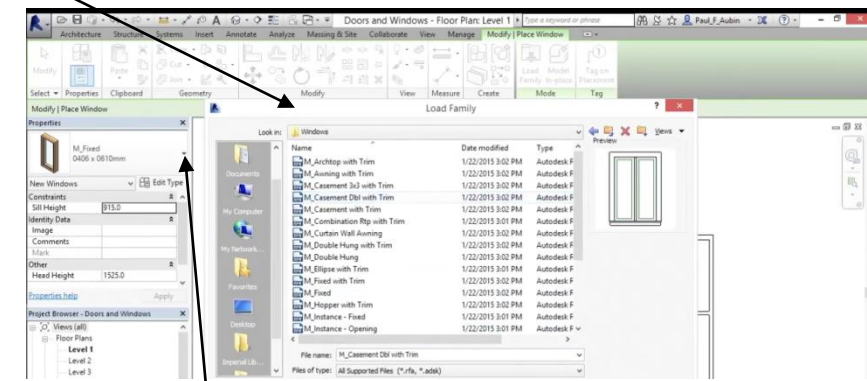 Doors and Windows - Floor Plan: Level 1
Type a keyword or phrase
Paul_F_Aubin
Architecture Structure Systems Insert Annotate Analyze Massing & Site Collaborate View Manage Modify | Place Window
Modify
Paste
Cut
Join
Load Family
Model In-place
Tag on Placement
Select Properties Clipboard Geometry Modify View Measure Create Mode Tag
Modify | Place Window
Properties
M_Fixed
0406 x 0610mm
New Windows
Edit Type
Constraints
Sill Height 915.0
Identity Data
Image
Comments
Mark
Other
Head Height 1525.0
Properties help
Apply
Project Browser - Doors and Windows
Views (all)
Floor Plans
Level 1
Level 2
Level 3
Load Family
Look in: Windows
Views
Documents
My Computer
My Network...
Favorites
Desktop
Imperial Lib...
Name Date modified Type
Preview
M_Archtop with Trim 1/22/2015 3:02 PM Autodesk F
M_Awning with Trim 1/22/2015 3:02 PM Autodesk F
M_Casement 3x3 with Trim 1/22/2015 3:02 PM Autodesk F
M_Casement Dbl with Trim 1/22/2015 3:02 PM Autodesk F
M_Casement with Trim 1/22/2015 3:02 PM Autodesk F
M_Combination Rtp with Trim 1/22/2015 3:01 PM Autodesk F
M_Curtain Wall Awning 1/22/2015 3:02 PM Autodesk F
M_Double Hung with Trim 1/22/2015 3:02 PM Autodesk F
M_Double Hung 1/22/2015 3:02 PM Autodesk F
M_Ellipse with Trim 1/22/2015 3:01 PM Autodesk F
M_Fixed with Trim 1/22/2015 3:02 PM Autodesk F
M_Fixed 1/22/2015 3:02 PM Autodesk F
M_Hopper with Trim 1/22/2015 3:02 PM Autodesk F
M_Instance - Fixed 1/22/2015 3:01 PM Autodesk F
M_Instance - Opening 1/22/2015 3:01 PM Autodesk F
File name: M_Casement Dbl with Trim
Files of type: All Supported Files (*.rfa, *.adsk)